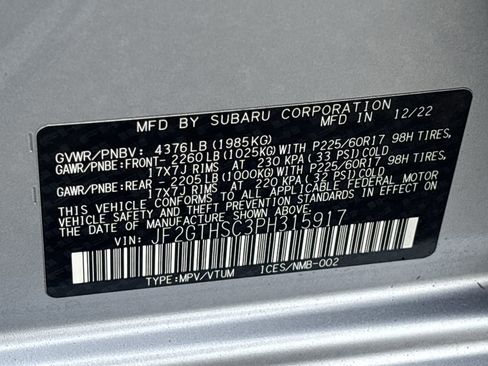 MFD BY SUBARU CORPORATION IN 12/22
GVWR/PNBV: 4376LB (1985KG)
GAWR/PNBE: FRONT- 2260LB (1025KG) WITH P225/60R17 98H TIRES,
17X7J RIMS AT 230 KPA (33 PSI) COLD
GAWR/PNBE: REAR - 2205LB (1000KG) WITH P225/60R17 98H TIRES,
17X7J RIMS AT 220 KPA (32 PSI) COLD
THIS VEHICLE CONFORMS TO ALL APPLICABLE FEDERAL MOTOR
VEHICLE SAFETY AND THEFT PREVENTION STANDARDS IN EFFECT ON
THE DATE OF MANUFACTURE SHOWN ABOVE.
VIN: JF2GTHSC3PH315917
TYPE: MPV/VTUM ICES/NMB-002